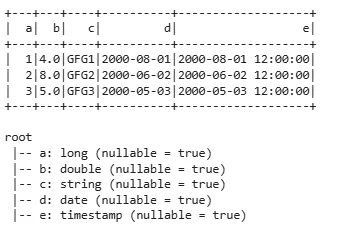 +---+---+----+----------+-------------------+
|  a|  b|   c|         d|                  e|
+---+---+----+----------+-------------------+
|  1|4.0|GFG1|2000-08-01|2000-08-01 12:00:00|
|  2|8.0|GFG2|2000-06-02|2000-06-02 12:00:00|
|  3|5.0|GFG3|2000-05-03|2000-05-03 12:00:00|
+---+---+----+----------+-------------------+
root
 |-- a: long (nullable = true)
 |-- b: double (nullable = true)
 |-- c: string (nullable = true)
 |-- d: date (nullable = true)
 |-- e: timestamp (nullable = true)